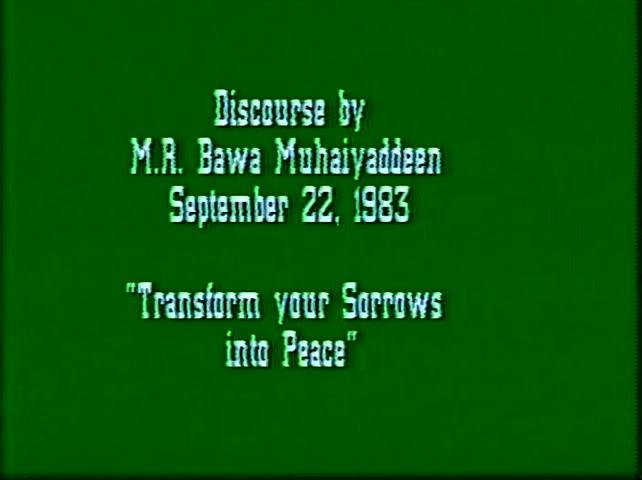 Discourse by
M.R. Bawa Muhaiyaddeen
September 22, 1983
"Transform your Sorrows
into Peace"